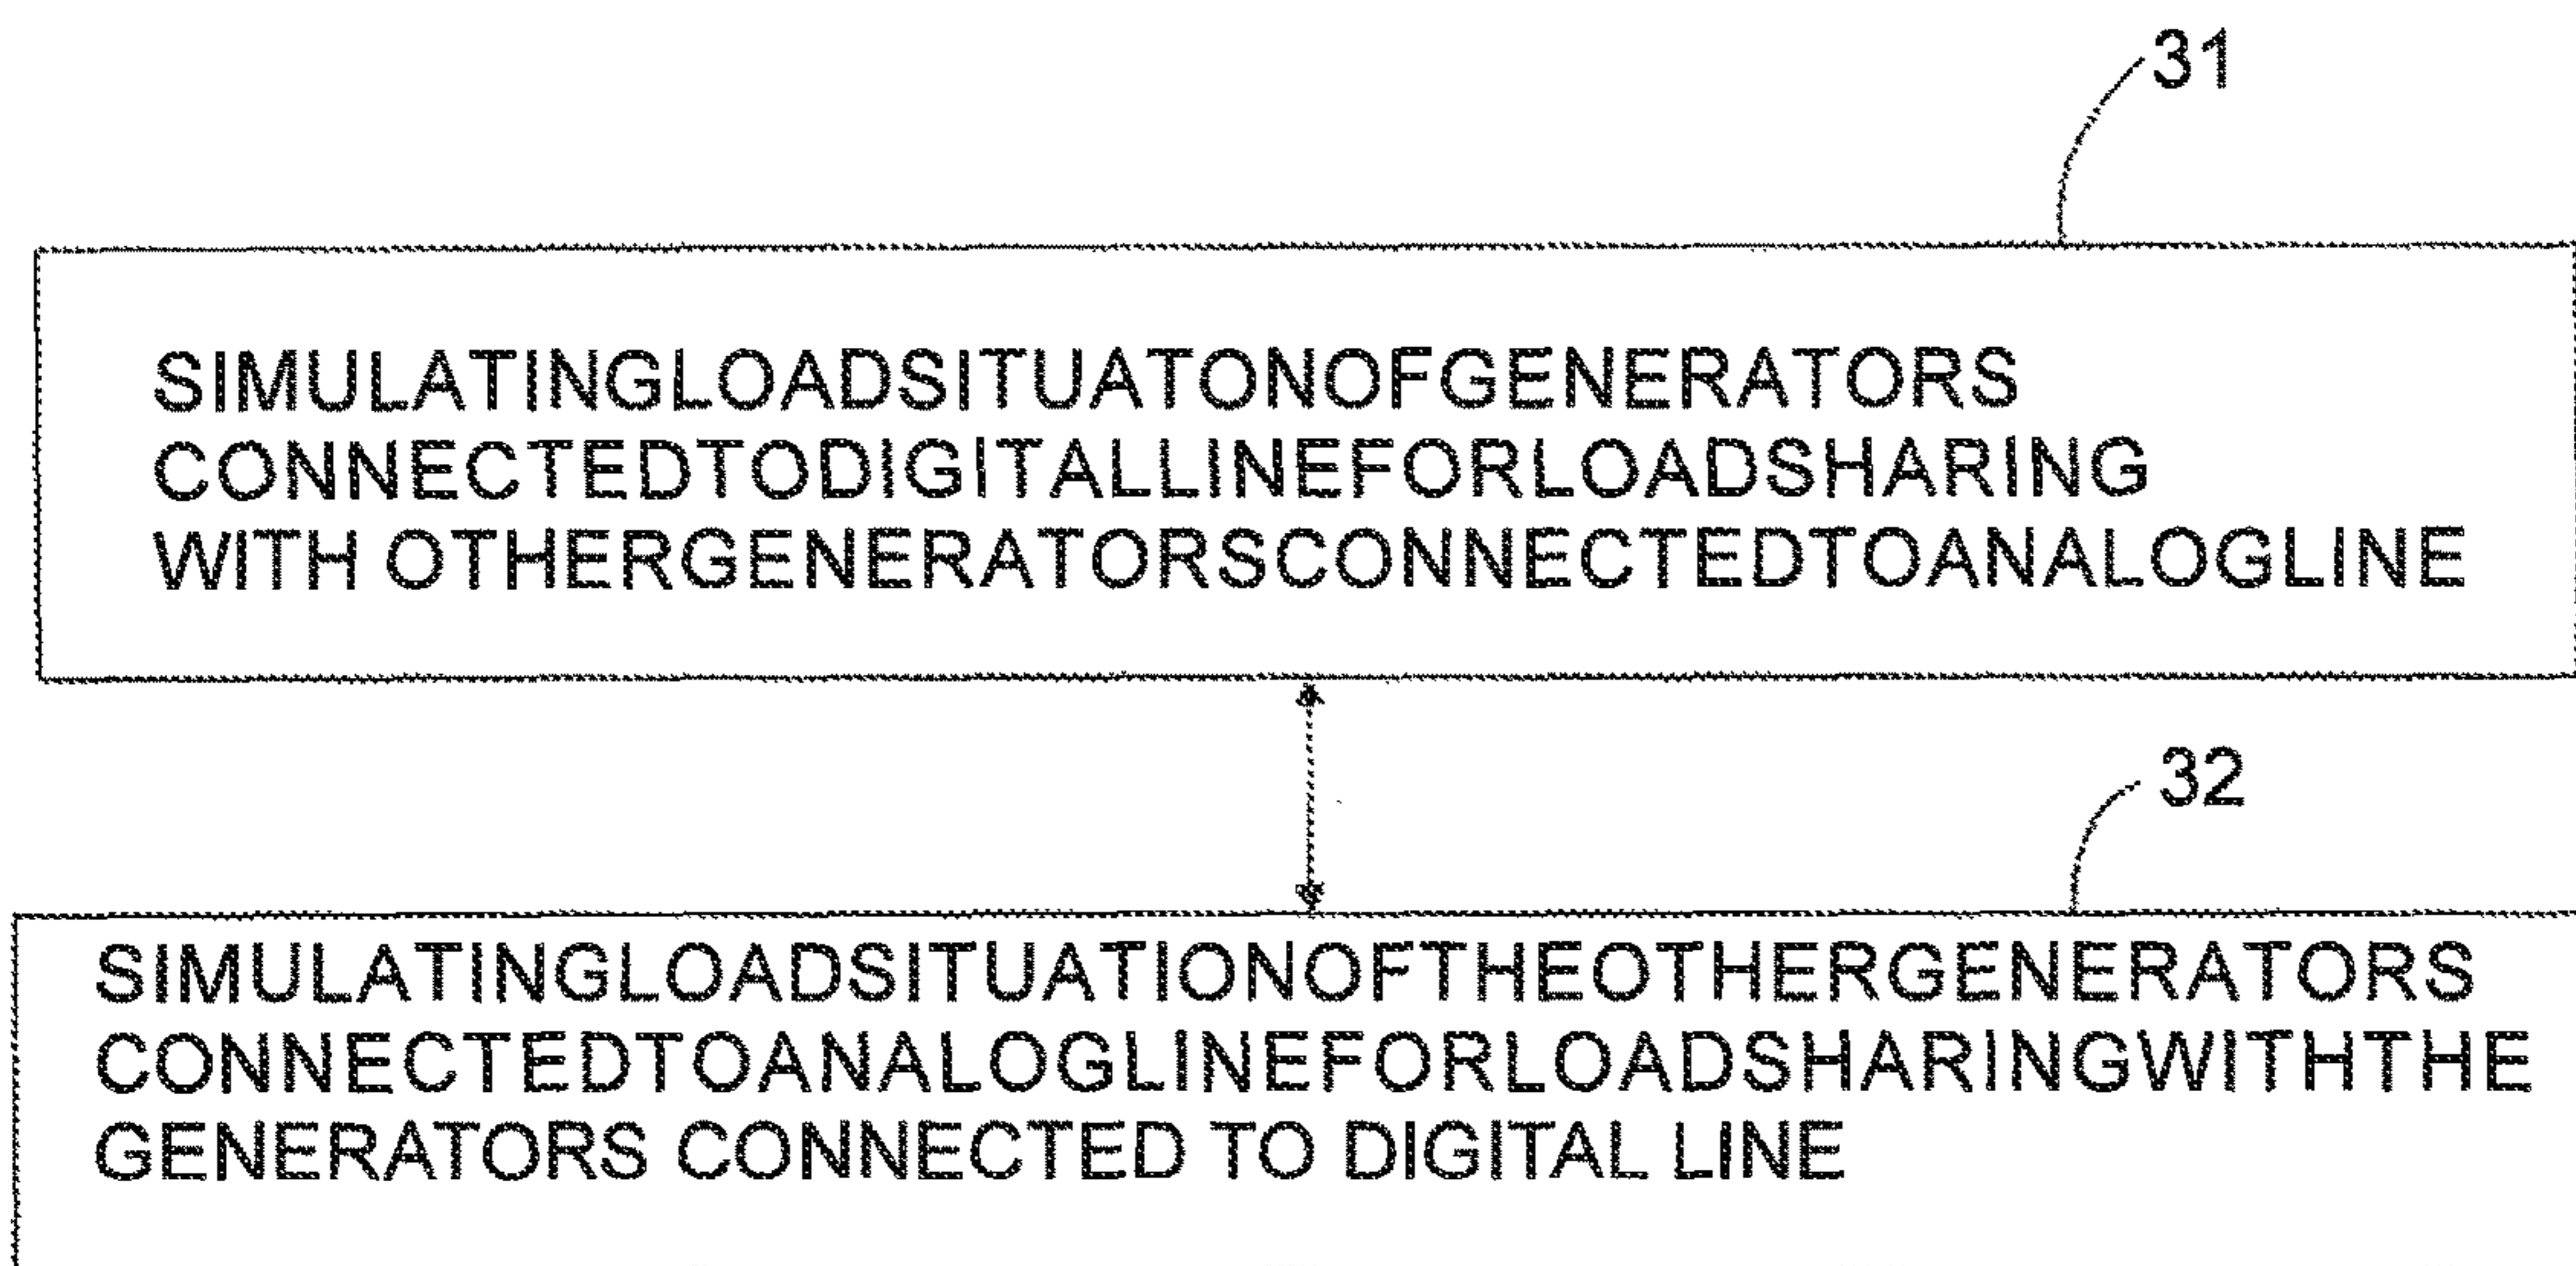 31
SIMULATINGLOADSITUATONOFGENERATORS
CONNECTEDTODIGITALLINEFORLOADSHARING
WITH OTHERGENERATORSCONNECTEDTOANALOGLINE
32
SIMULATINGLOADSITUATIONOFTHEOTHERGENERATORS
CONNECTEDTOANALOGLINEFORLOADSHARINGWITHTHE
GENERATORS CONNECTED TO DIGITAL LINE